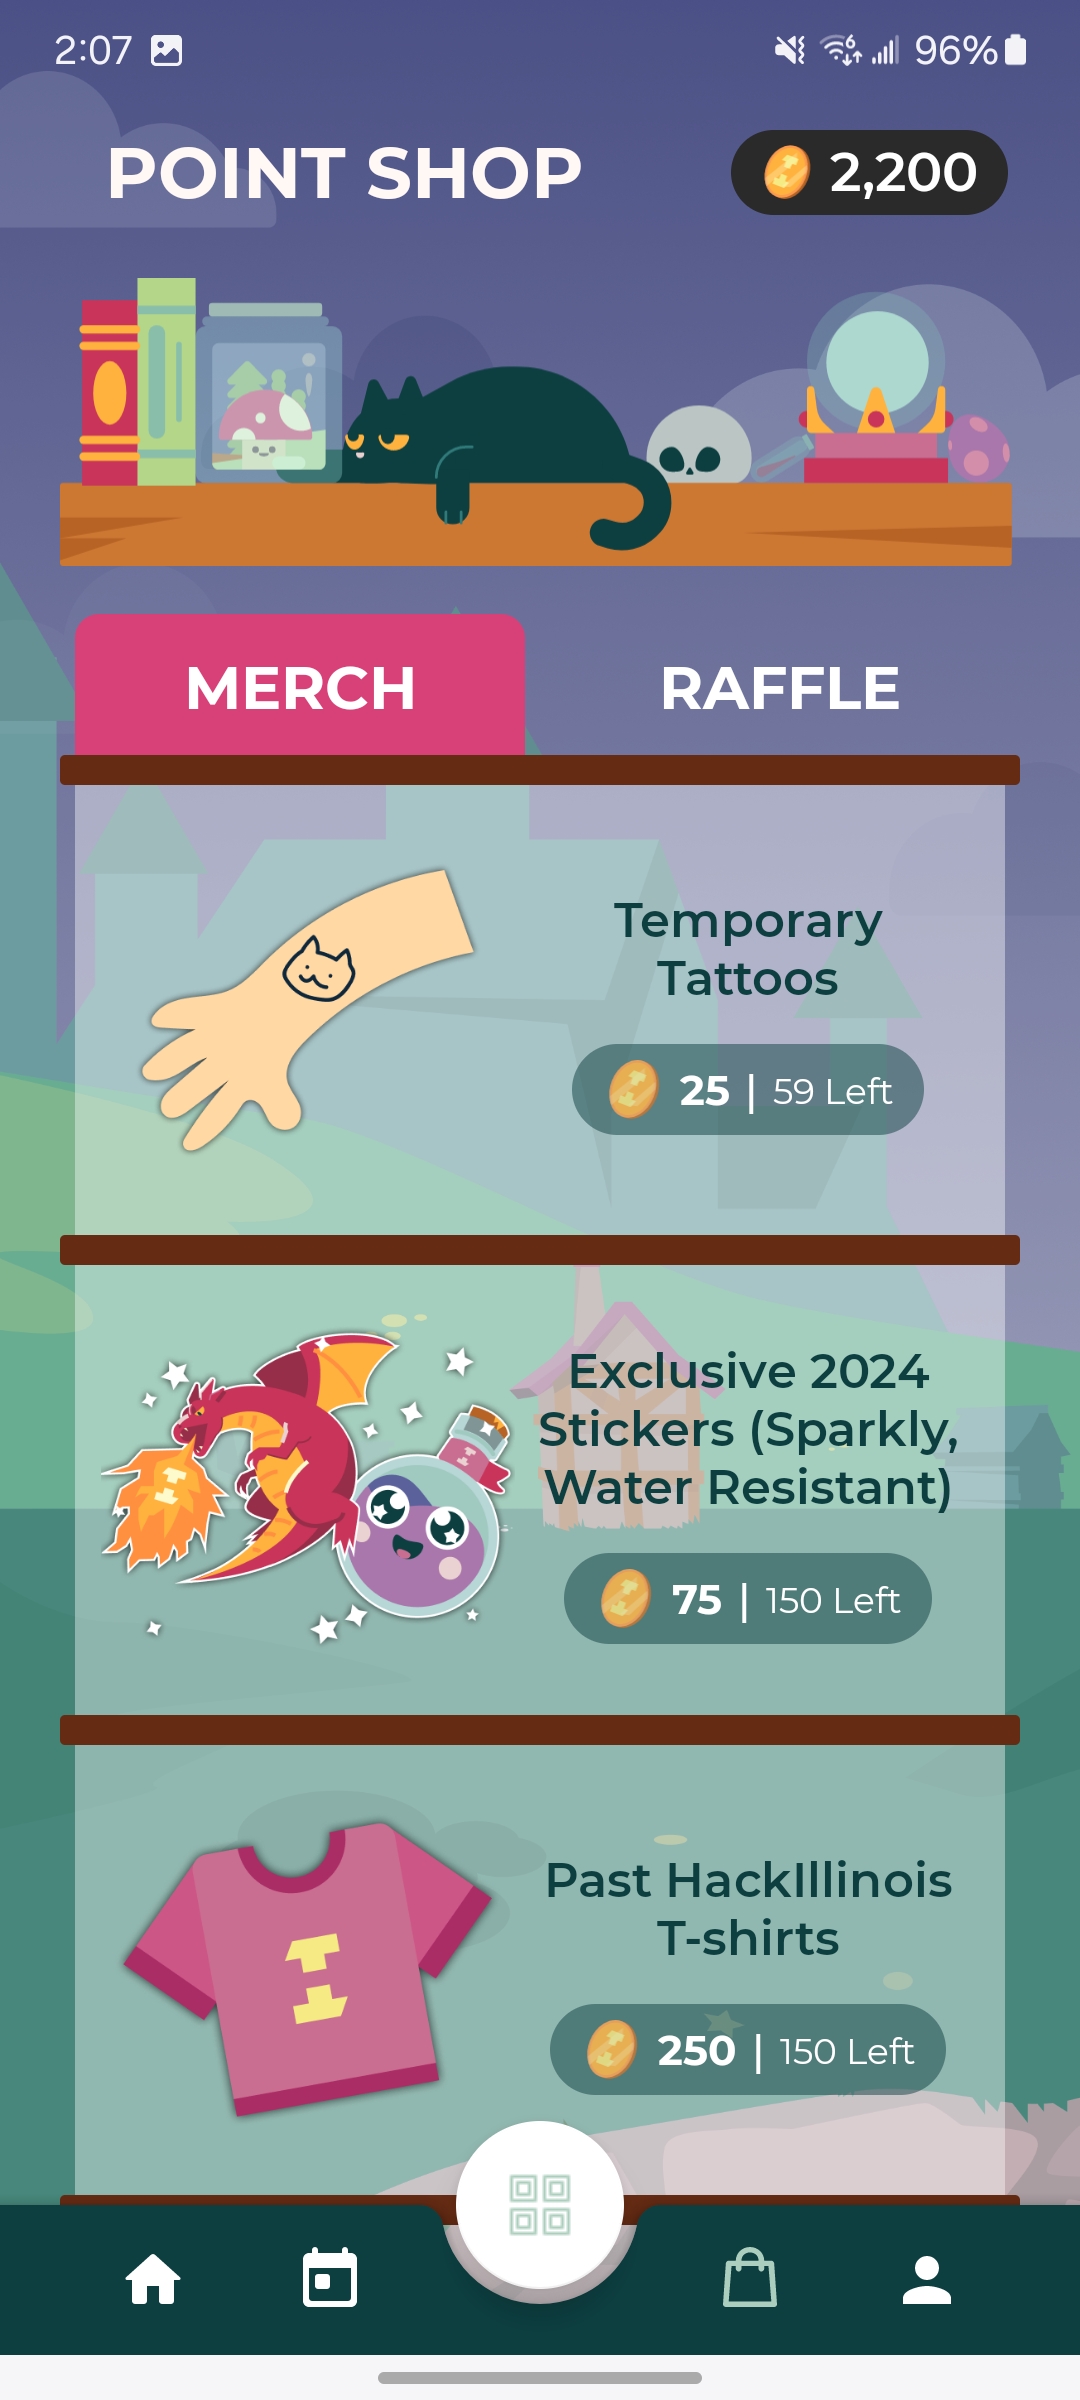 2:07
96%
POINT SHOP
2,200
MERCH
RAFFLE
Temporary
Tattoos
25 | 59 Left
Exclusive 2024
Stickers (Sparkly,
Water Resistant)
75 | 150 Left
Past HackIllinois
T-shirts
250 | 150 Left